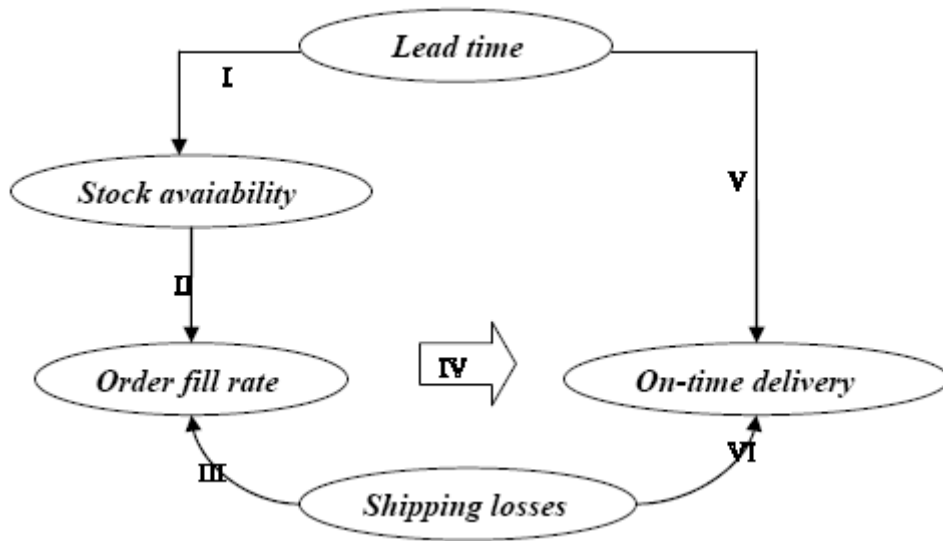 Lead time
I
Stock avaiability
V
II
Order fill rate
IV
On-time delivery
III
VI
Shipping losses